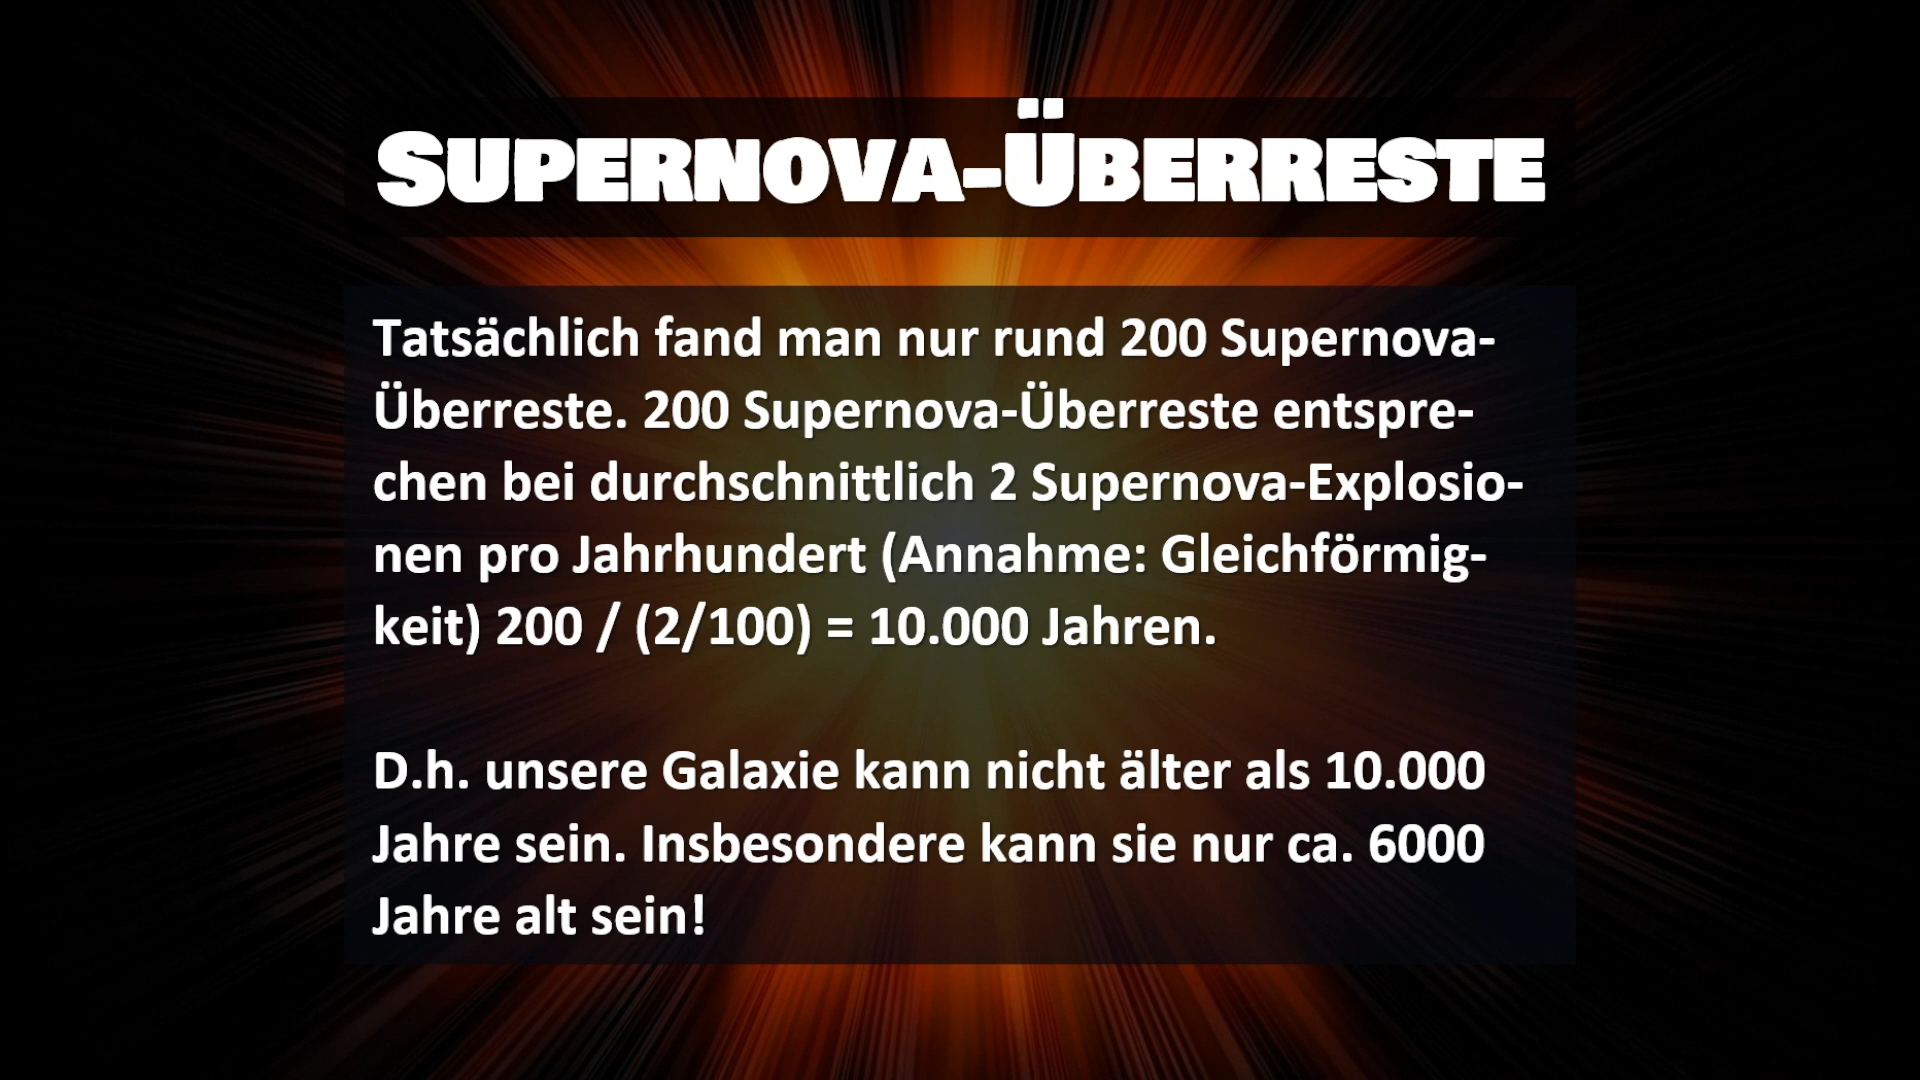 SUPERNOVA-ÜBERRESTE
Tatsächlich fand man nur rund 200 Supernova-
Überreste. 200 Supernova-Überreste entspre-
chen bei durchschnittlich 2 Supernova-Explosio-
nen pro Jahrhundert (Annahme: Gleichförmig-
keit) 200 / (2/100) = 10.000 Jahren.
D.h. unsere Galaxie kann nicht älter als 10.000
Jahre sein. Insbesondere kann sie nur ca. 6000
Jahre alt sein!